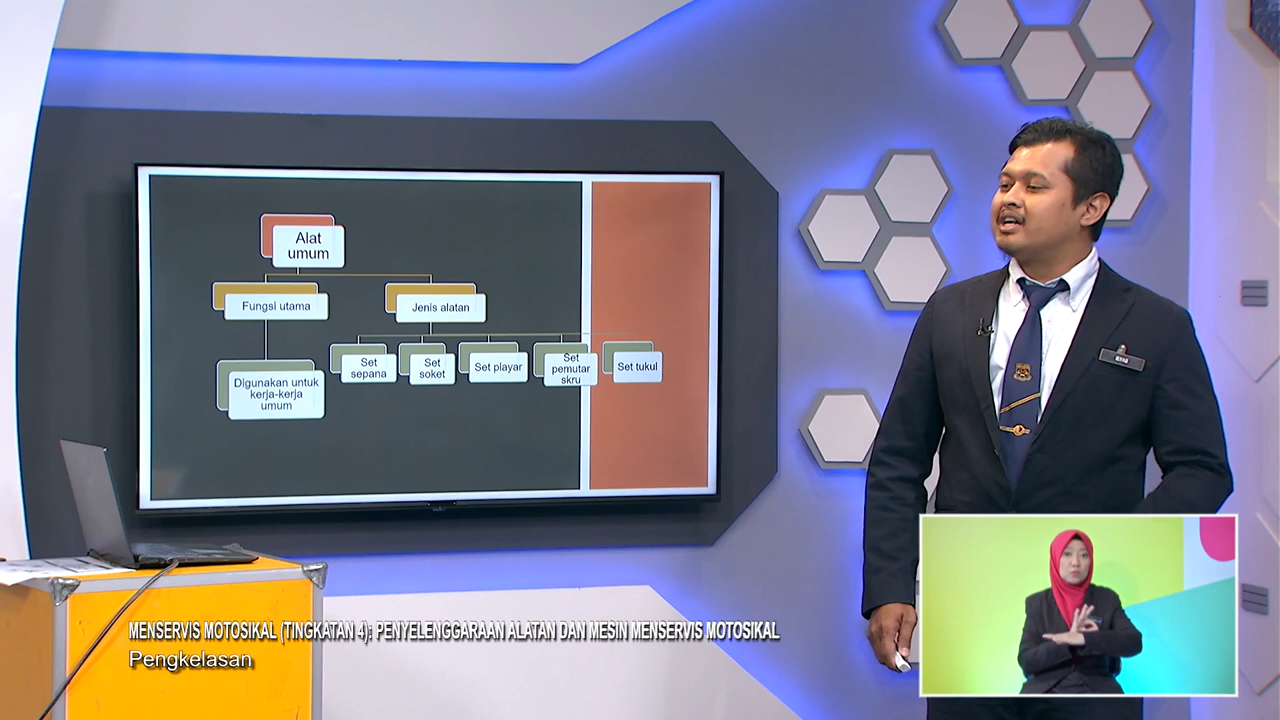 Alat
umum
Fungsi utama
Jenis alatan
Digunakan untuk
kerja-kerja
umum
Set
sepana
Set
soket
Set playar
Set
pemutar
skru
Set tukul
MENSERVIS MOTOSIKAL (TINGKATAN 4): PENYELENGGARAAN ALATAN DAN MESIN MENSERVIS MOTOSIKAL
Pengkelasan